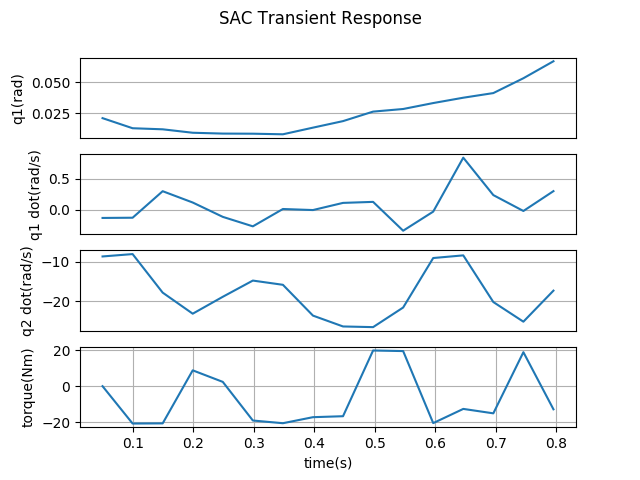 SAC Transient Response
q1(rad)
0.050
0.025
q1 dot(rad/s)
0.5
0.0
q2 dot(rad/s)
−10
−20
torque(Nm)
20
0
−20
0.1 0.2 0.3 0.4 0.5 0.6 0.7 0.8
time(s)